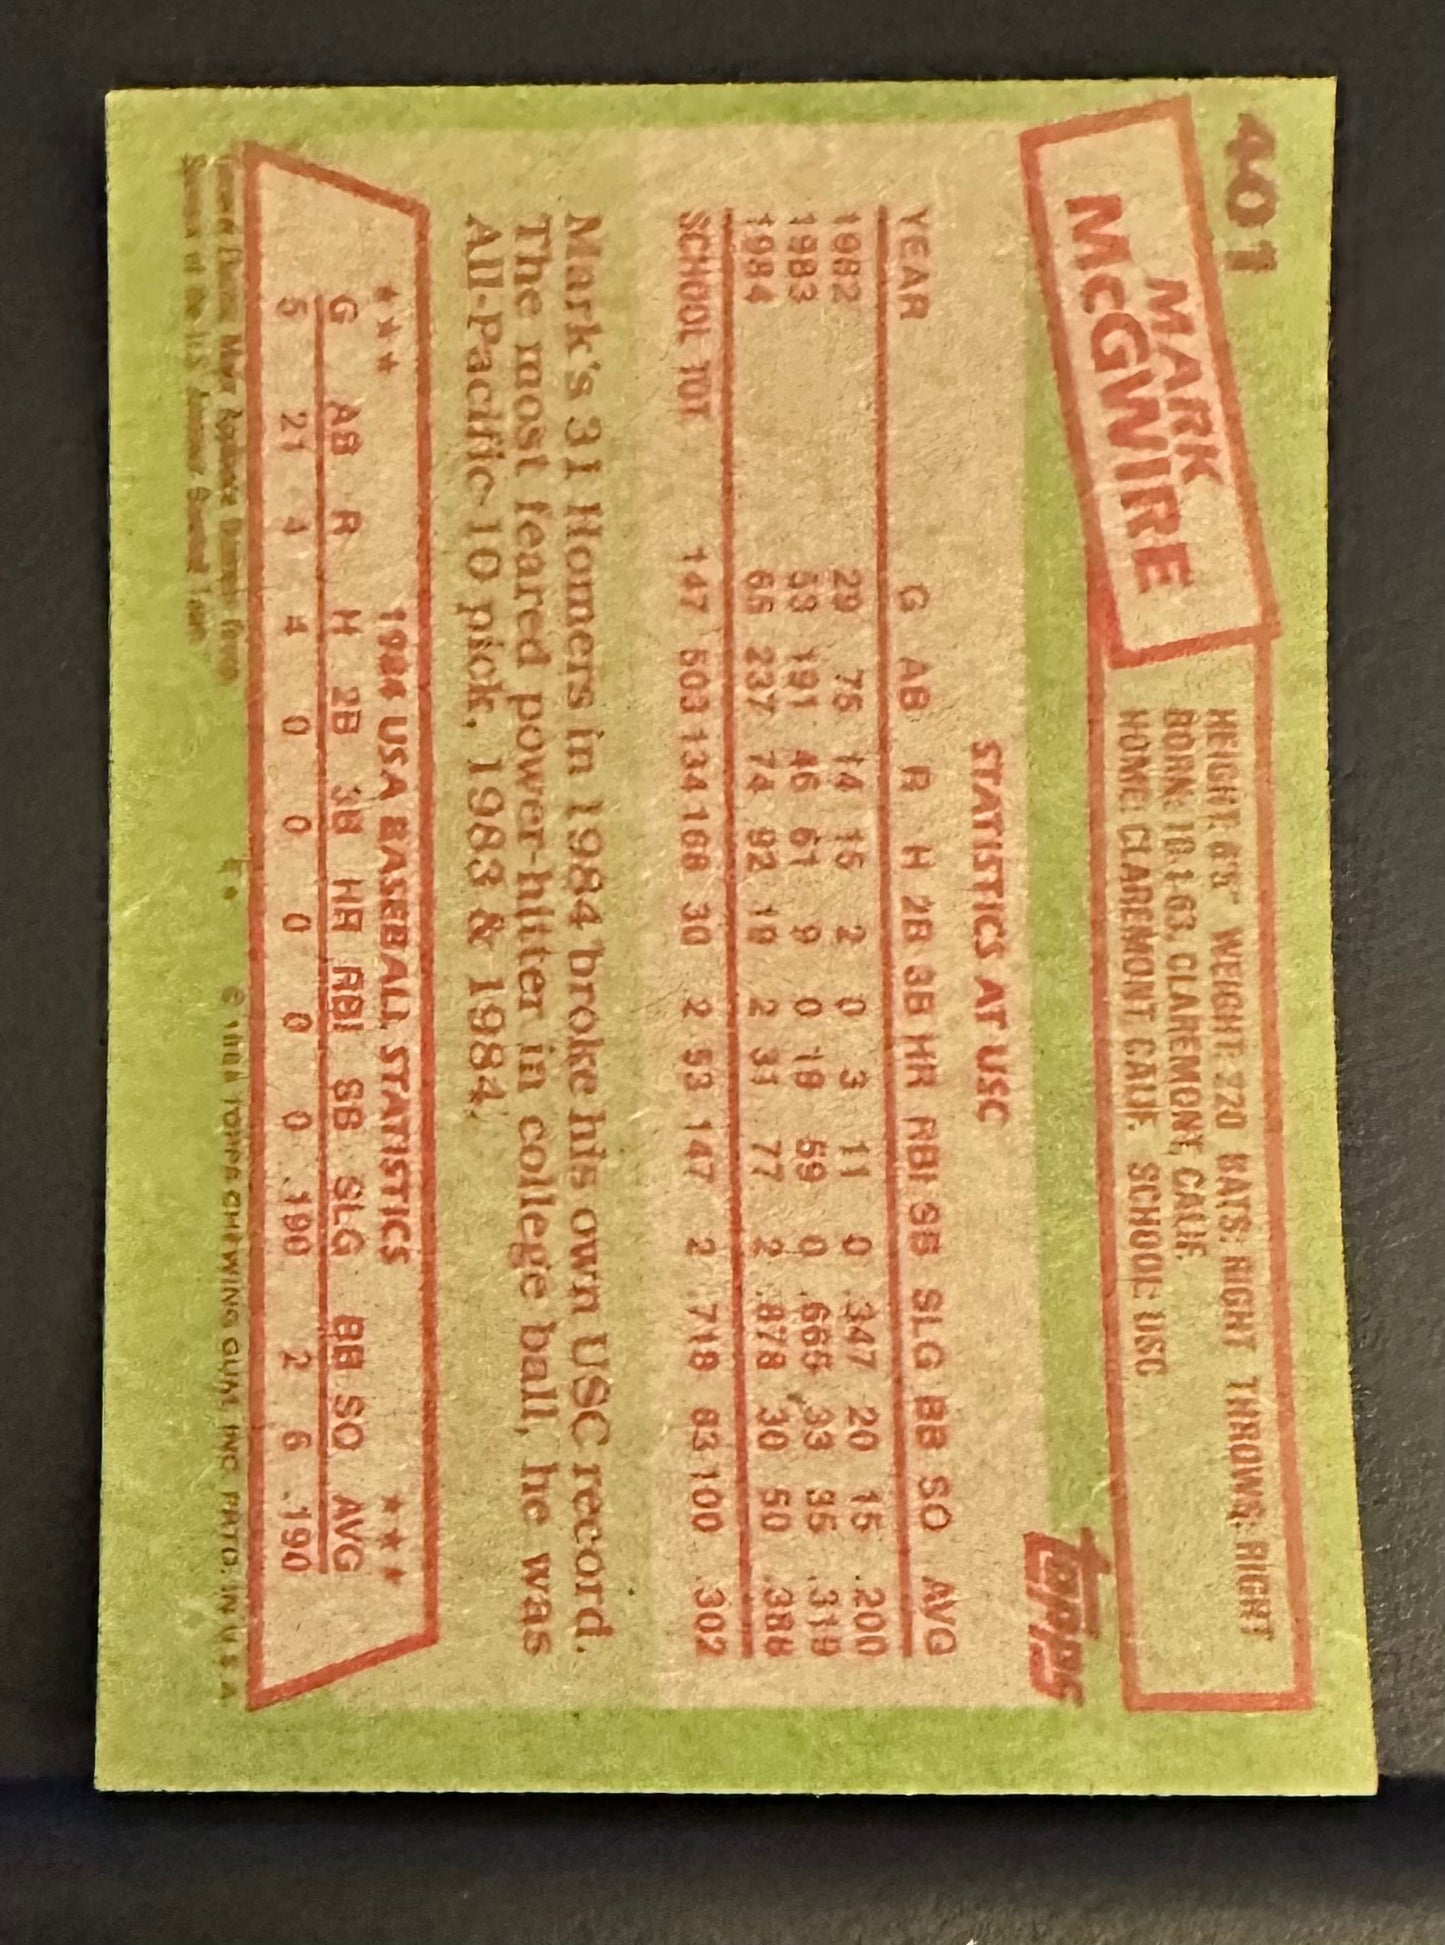 401
MARK
McGWIRE
HEIGHT: 6'5" WEIGHT: 220 BATS: RIGHT THROWS: RIGHT
BORN: 10-1-63, CLAREMONT, CALIF.
HOME: CLAREMONT CALIF. SCHOOL: USC
topps
STATISTICS AT USC
YEAR G AB R H 2B 3B HR RBI SB SLG BB SO AVG
1982 29 75 14 15 2 0 3 11 0 .347 20 15 .200
1983 53 191 46 61 9 0 19 59 0 .665 33 35 .319
1984 65 237 74 92 19 2 31 77 2 .878 30 50 .388
SCHOOL TOT 147 503 134 168 30 2 53 147 2 .718 83 100 .302
Mark's 31 Homers in 1984 broke his own USC record.
The most feared power-hitter in college ball, he was
All-Pacific-10 pick, 1983 & 1984.
★★★ 1984 USA BASEBALL STATISTICS ★★★
G AB R H 2B 3B HR RBI SB SLG BB SO AVG
5 21 4 4 0 0 0 0 0 .190 2 6 .190
CHEWING GUM, INC. PRTD. IN U.S.A.